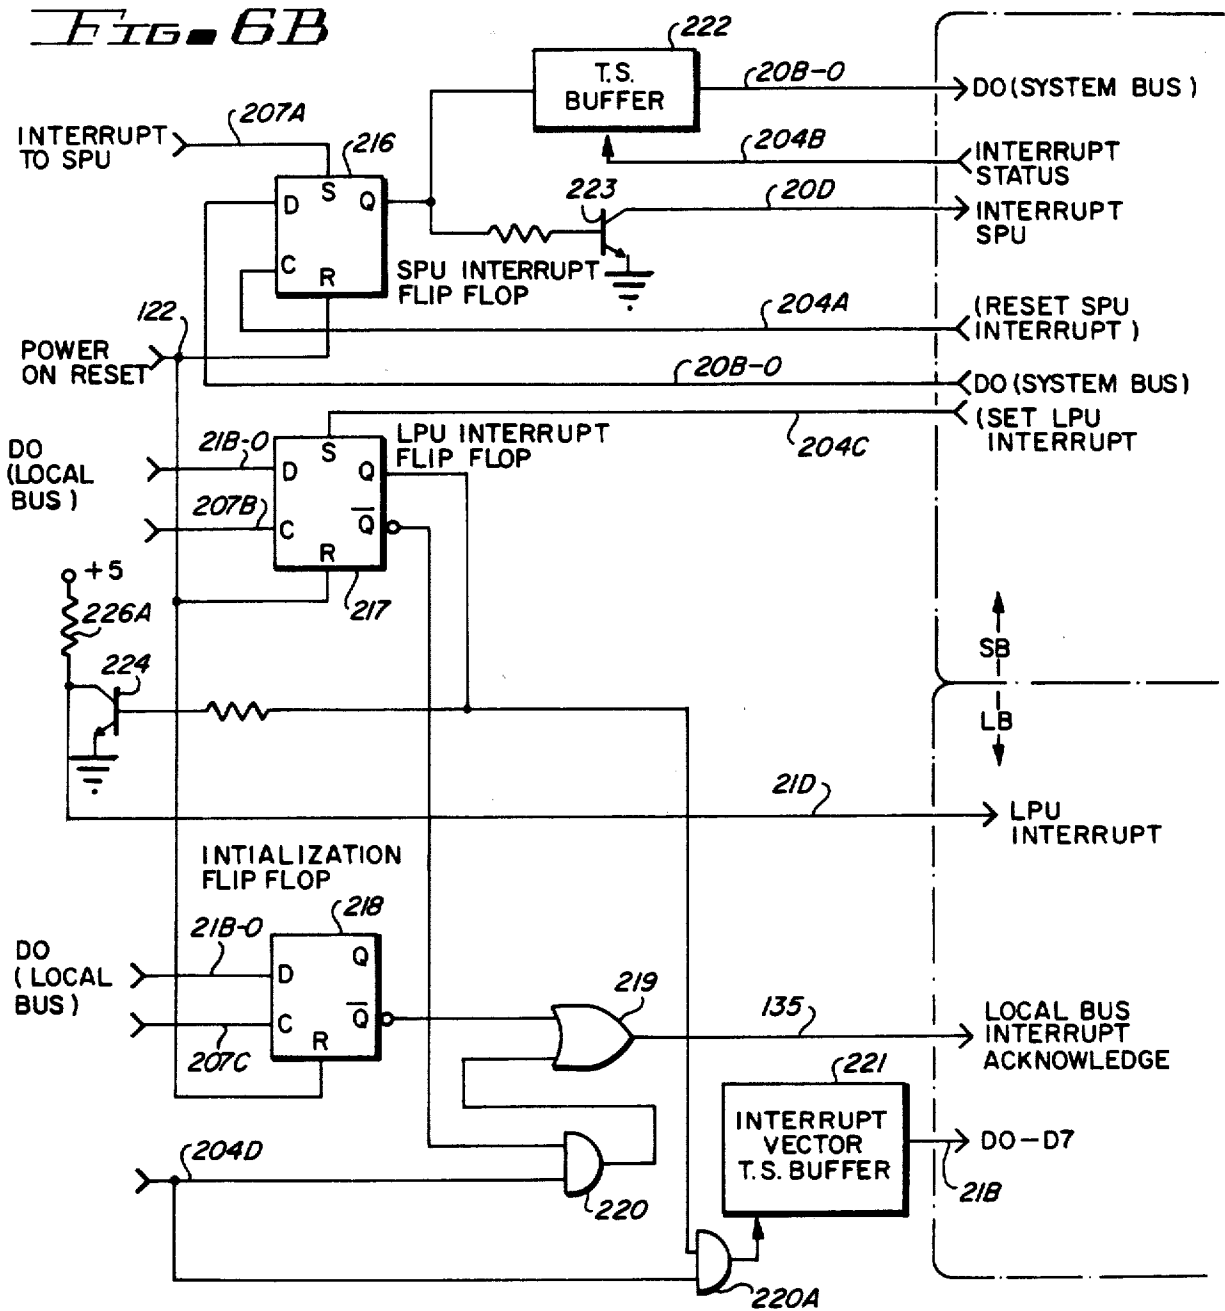 FIG. 6B
222
T.S.
BUFFER
20B-0
DO (SYSTEM BUS)
207A
INTERRUPT
TO SPU
216
204B
INTERRUPT
STATUS
S
D
Q
C
R
223
20D
INTERRUPT
SPU
SPU INTERRUPT
FLIP FLOP
122
204A
(RESET SPU
INTERRUPT)
POWER
ON RESET
20B-0
DO (SYSTEM BUS)
204C
(SET LPU
INTERRUPT
LPU INTERRUPT
FLIP FLOP
DO
(LOCAL
BUS)
21B-0
207B
S
D
Q
C
Q
R
217
+5
226A
224
SB
LB
21D
LPU
INTERRUPT
INTIALIZATION
FLIP FLOP
218
DO
(LOCAL
BUS)
21B-0
207C
Q
D
C
Q
R
219
135
LOCAL BUS
INTERRUPT
ACKNOWLEDGE
221
INTERRUPT
VECTOR
T.S. BUFFER
DO-D7
21B
204D
220
220A